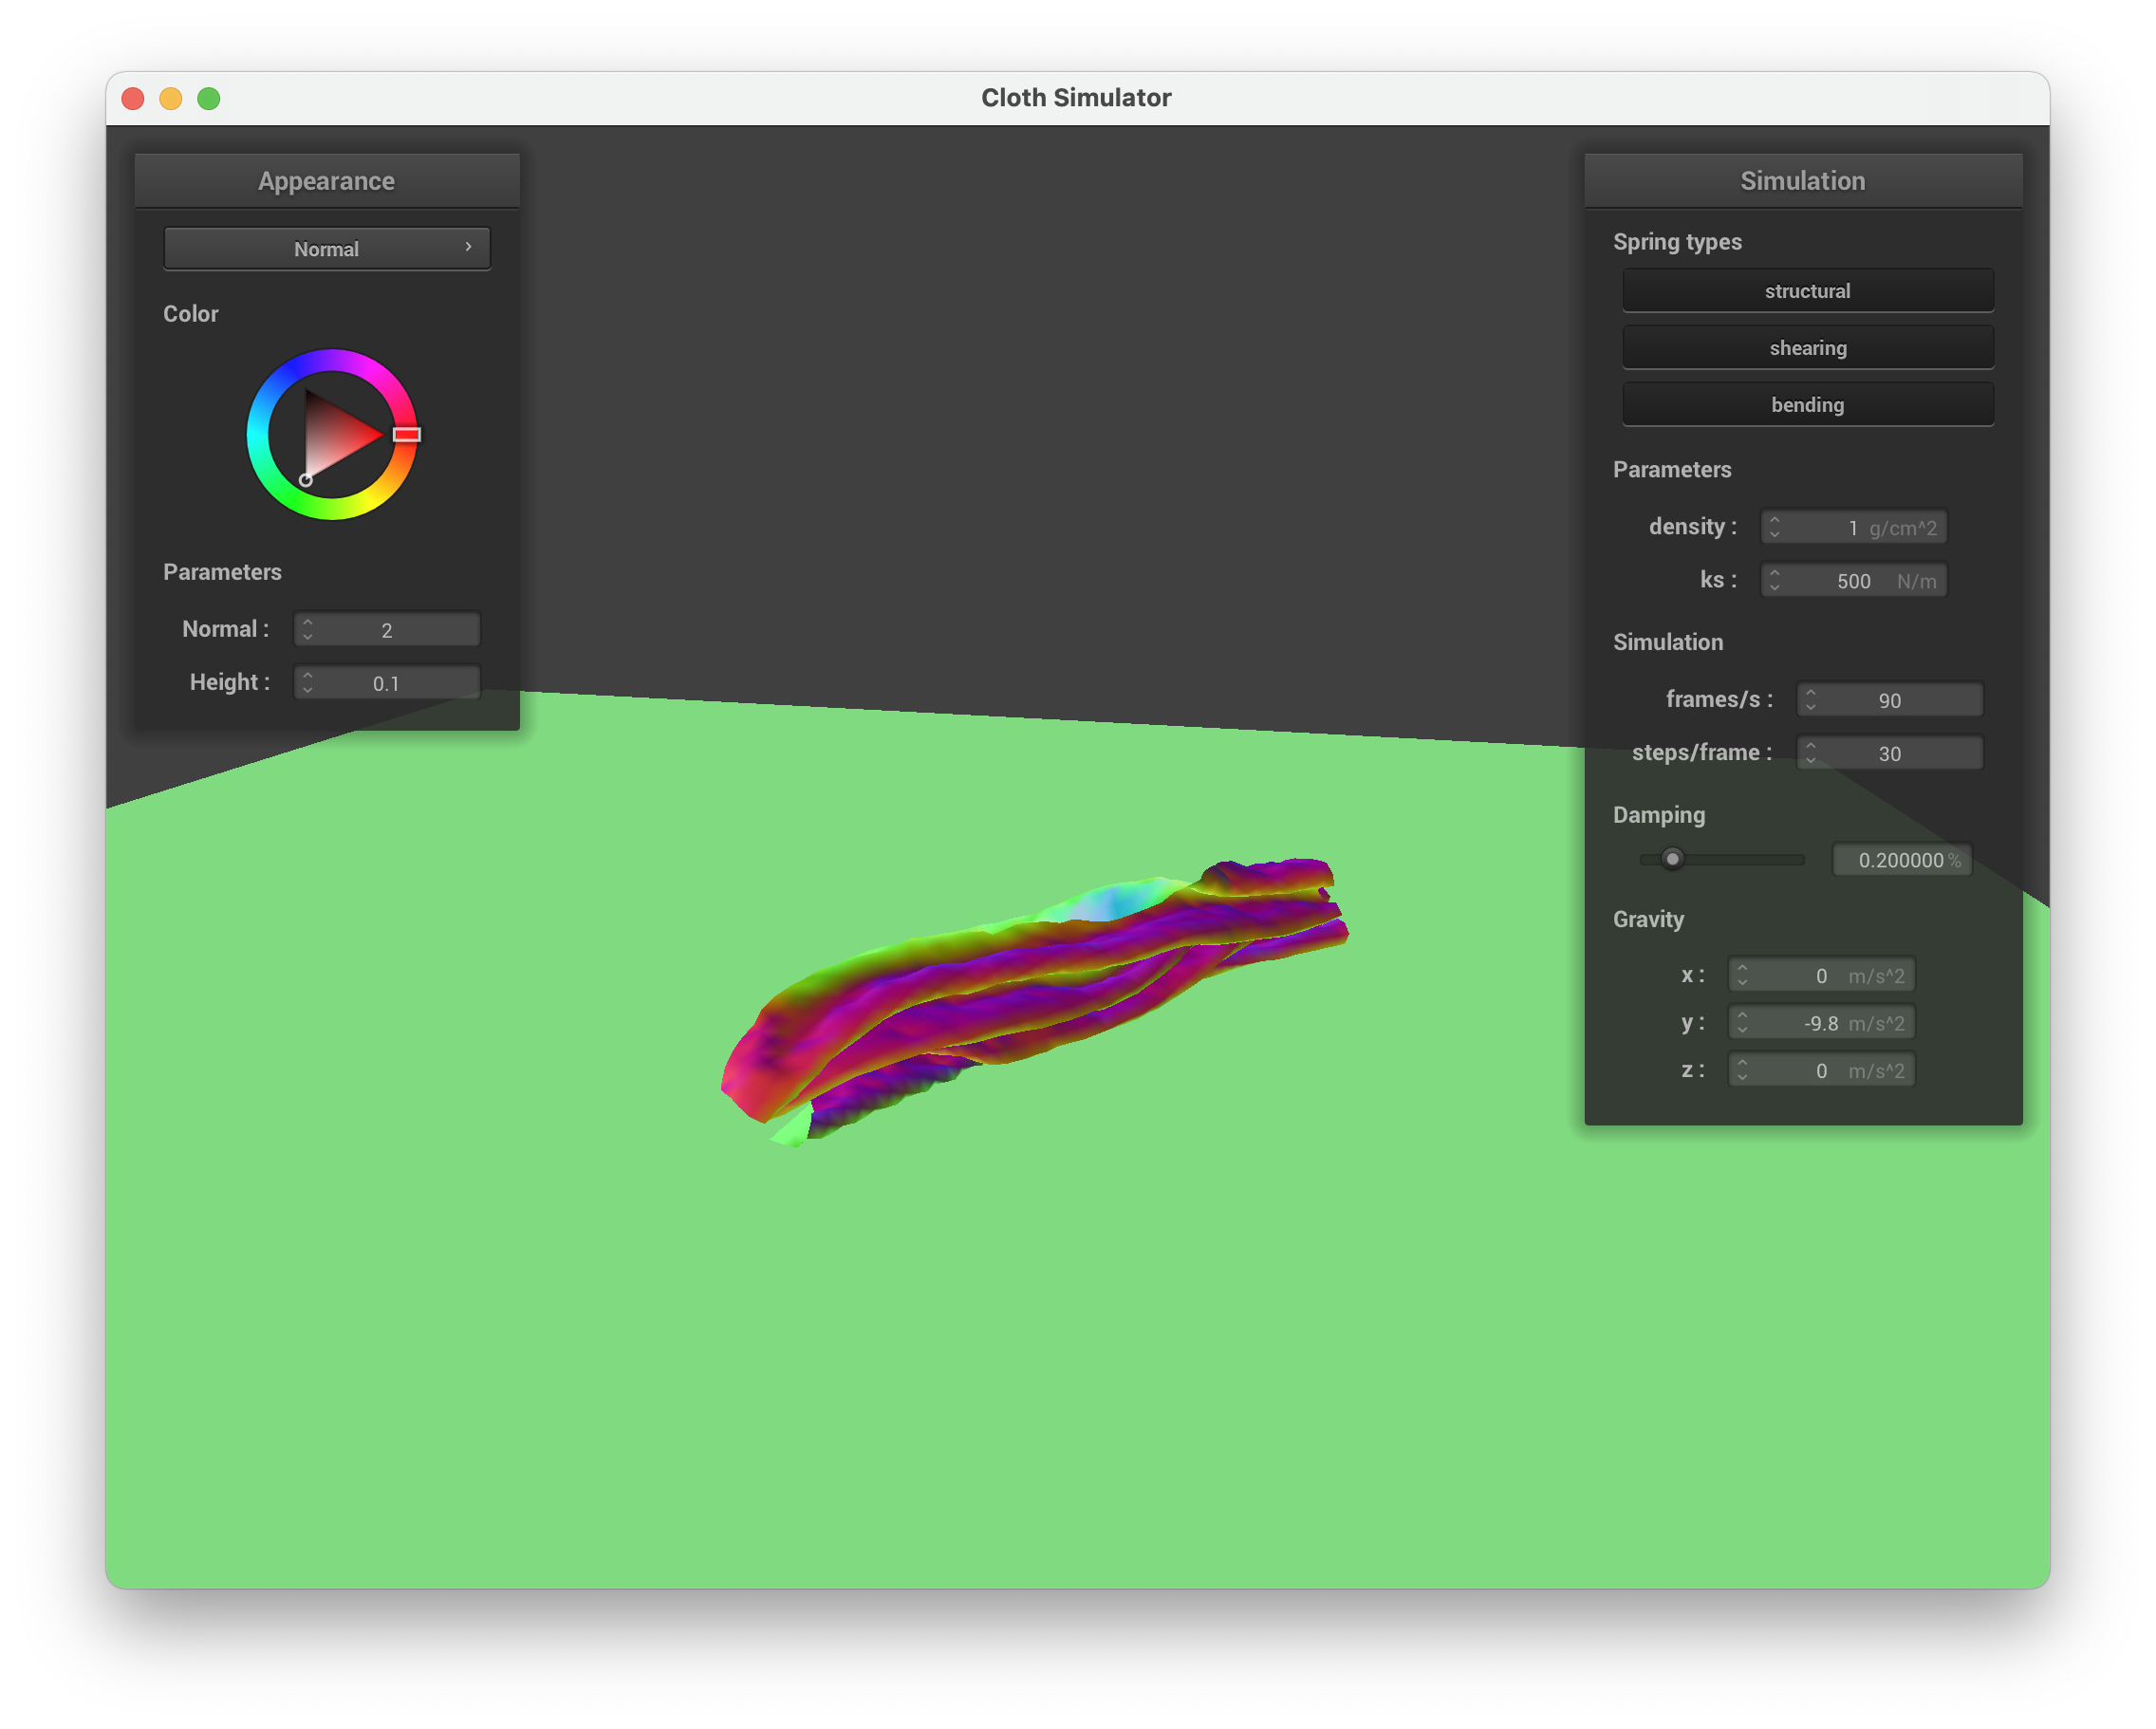 Cloth Simulator
Appearance
Normal
Color
Parameters
Normal : 2
Height : 0.1
Simulation
Spring types
structural
shearing
bending
Parameters
density : 1 g/cm^2
ks : 500 N/m
Simulation
frames/s : 90
steps/frame : 30
Damping
0.200000 %
Gravity
x : 0 m/s^2
y : -9.8 m/s^2
z : 0 m/s^2